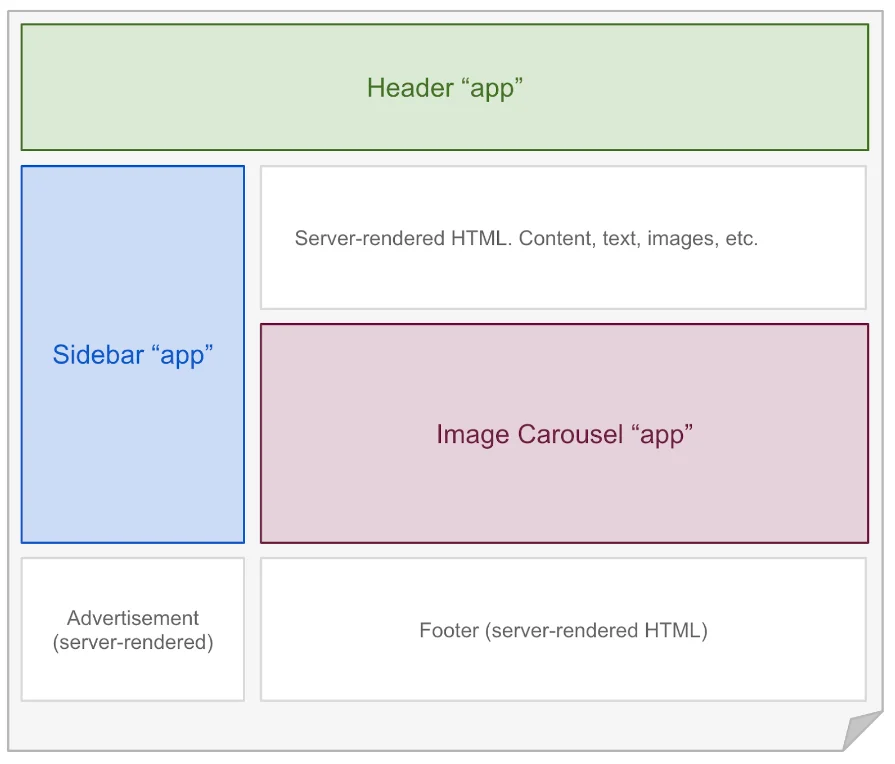 Header “app”
Server-rendered HTML. Content, text, images, etc.
Sidebar “app”
Image Carousel “app”
Advertisement
(server-rendered)
Footer (server-rendered HTML)